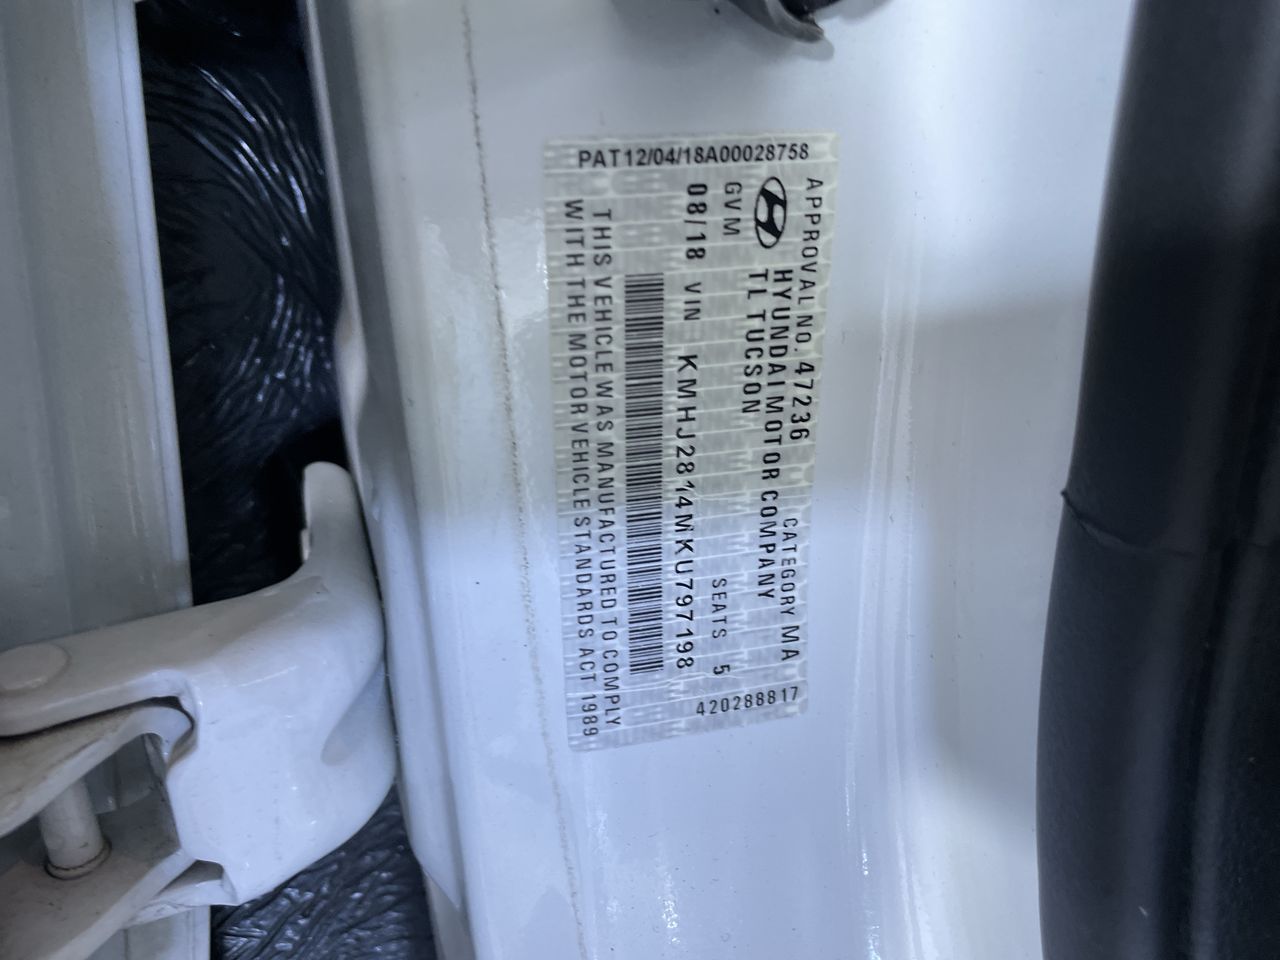 PAT12/04/18A00028758
APPROVAL NO. 47236 CATEGORY MA
HYUNDAI MOTOR COMPANY
TL TUCSON
GVM SEATS 5
08/18 VIN KMHJ2814MKU797198
THIS VEHICLE WAS MANUFACTURED TO COMPLY
WITH THE MOTOR VEHICLE STANDARDS ACT 1989
420288817